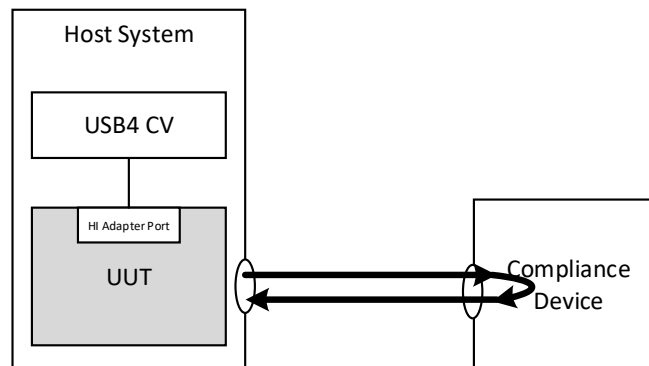 Host System
USB4 CV
HI Adapter Port
UUT
Compliance
Device